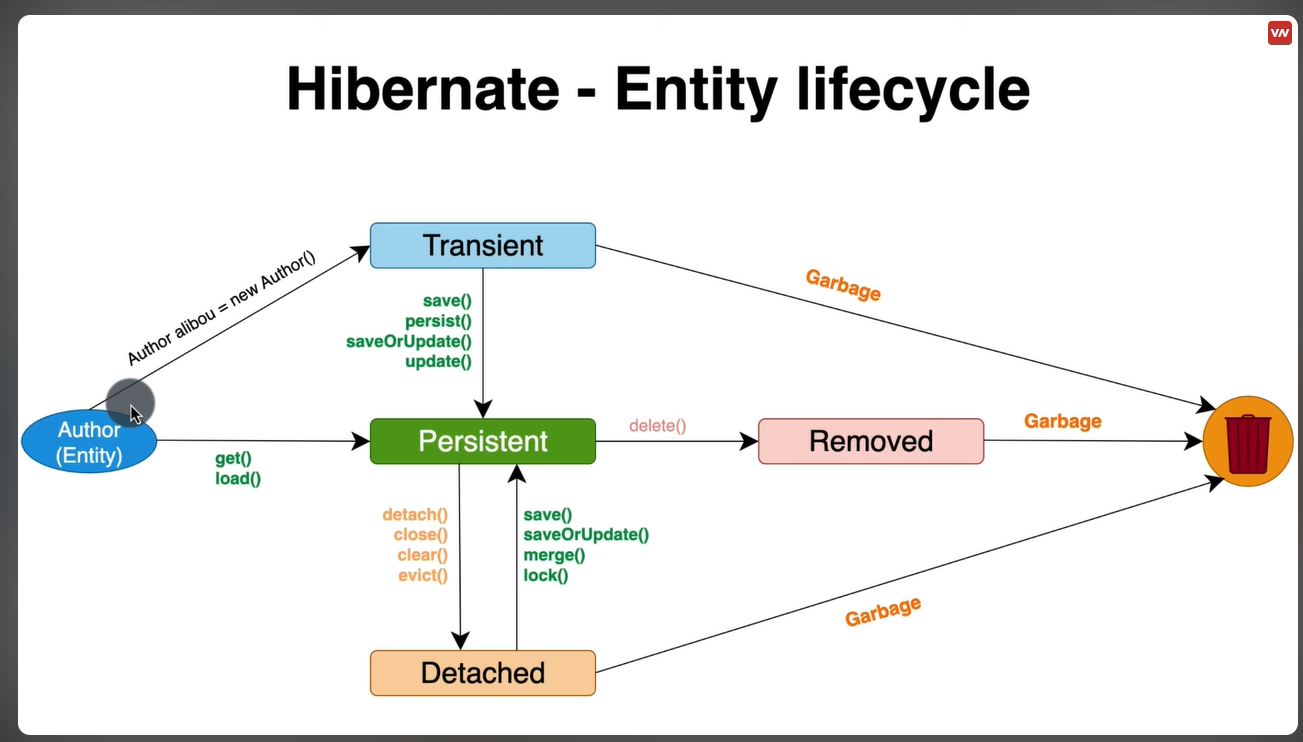 VN
Hibernate - Entity lifecycle
Transient
Author alibou = new Author()
Garbage
save()
persist()
saveOrUpdate()
update()
Author
(Entity)
get()
load()
Persistent
delete()
Removed
Garbage
detach()
close()
clear()
evict()
save()
saveOrUpdate()
merge()
lock()
Garbage
Detached